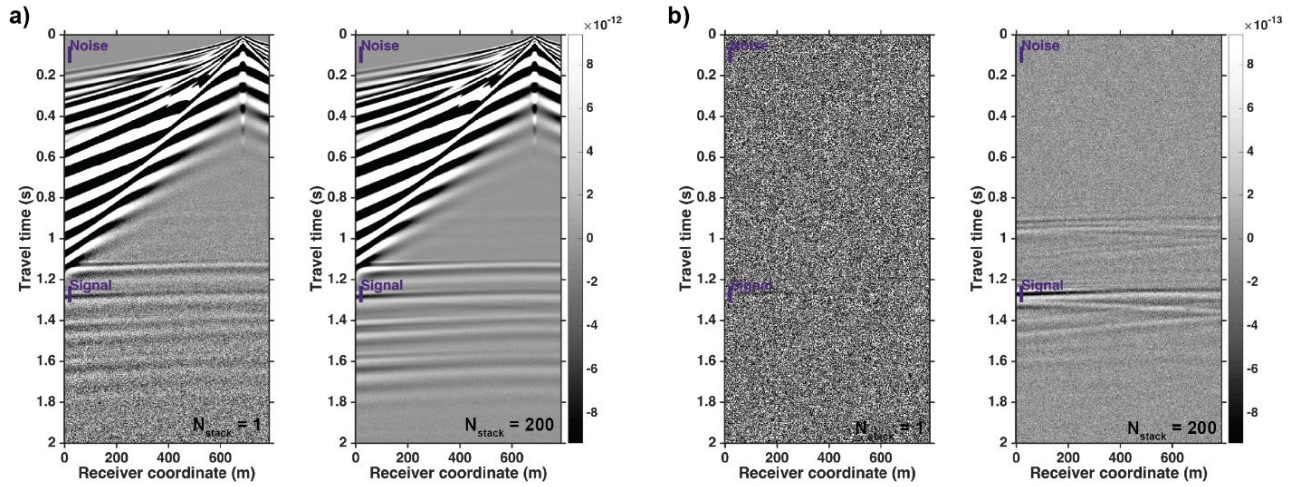 a)
b)
×10⁻¹²
×10⁻¹³
0
0.2
0.4
0.6
0.8
1
1.2
1.4
1.6
1.8
2
Travel time (s)
Noise
Signal
N_stack = 1
0 200 400 600
Receiver coordinate (m)
0
0.2
0.4
0.6
0.8
1
1.2
1.4
1.6
1.8
2
Travel time (s)
Noise
Signal
N_stack = 200
0 200 400 600
Receiver coordinate (m)
8
6
4
2
0
-2
-4
-6
-8
0
0.2
0.4
0.6
0.8
1
1.2
1.4
1.6
1.8
2
Travel time (s)
Noise
Signal
N_stack = 1
0 200 400 600
Receiver coordinate (m)
0
0.2
0.4
0.6
0.8
1
1.2
1.4
1.6
1.8
2
Travel time (s)
Noise
Signal
N_stack = 200
0 200 400 600
Receiver coordinate (m)
8
6
4
2
0
-2
-4
-6
-8